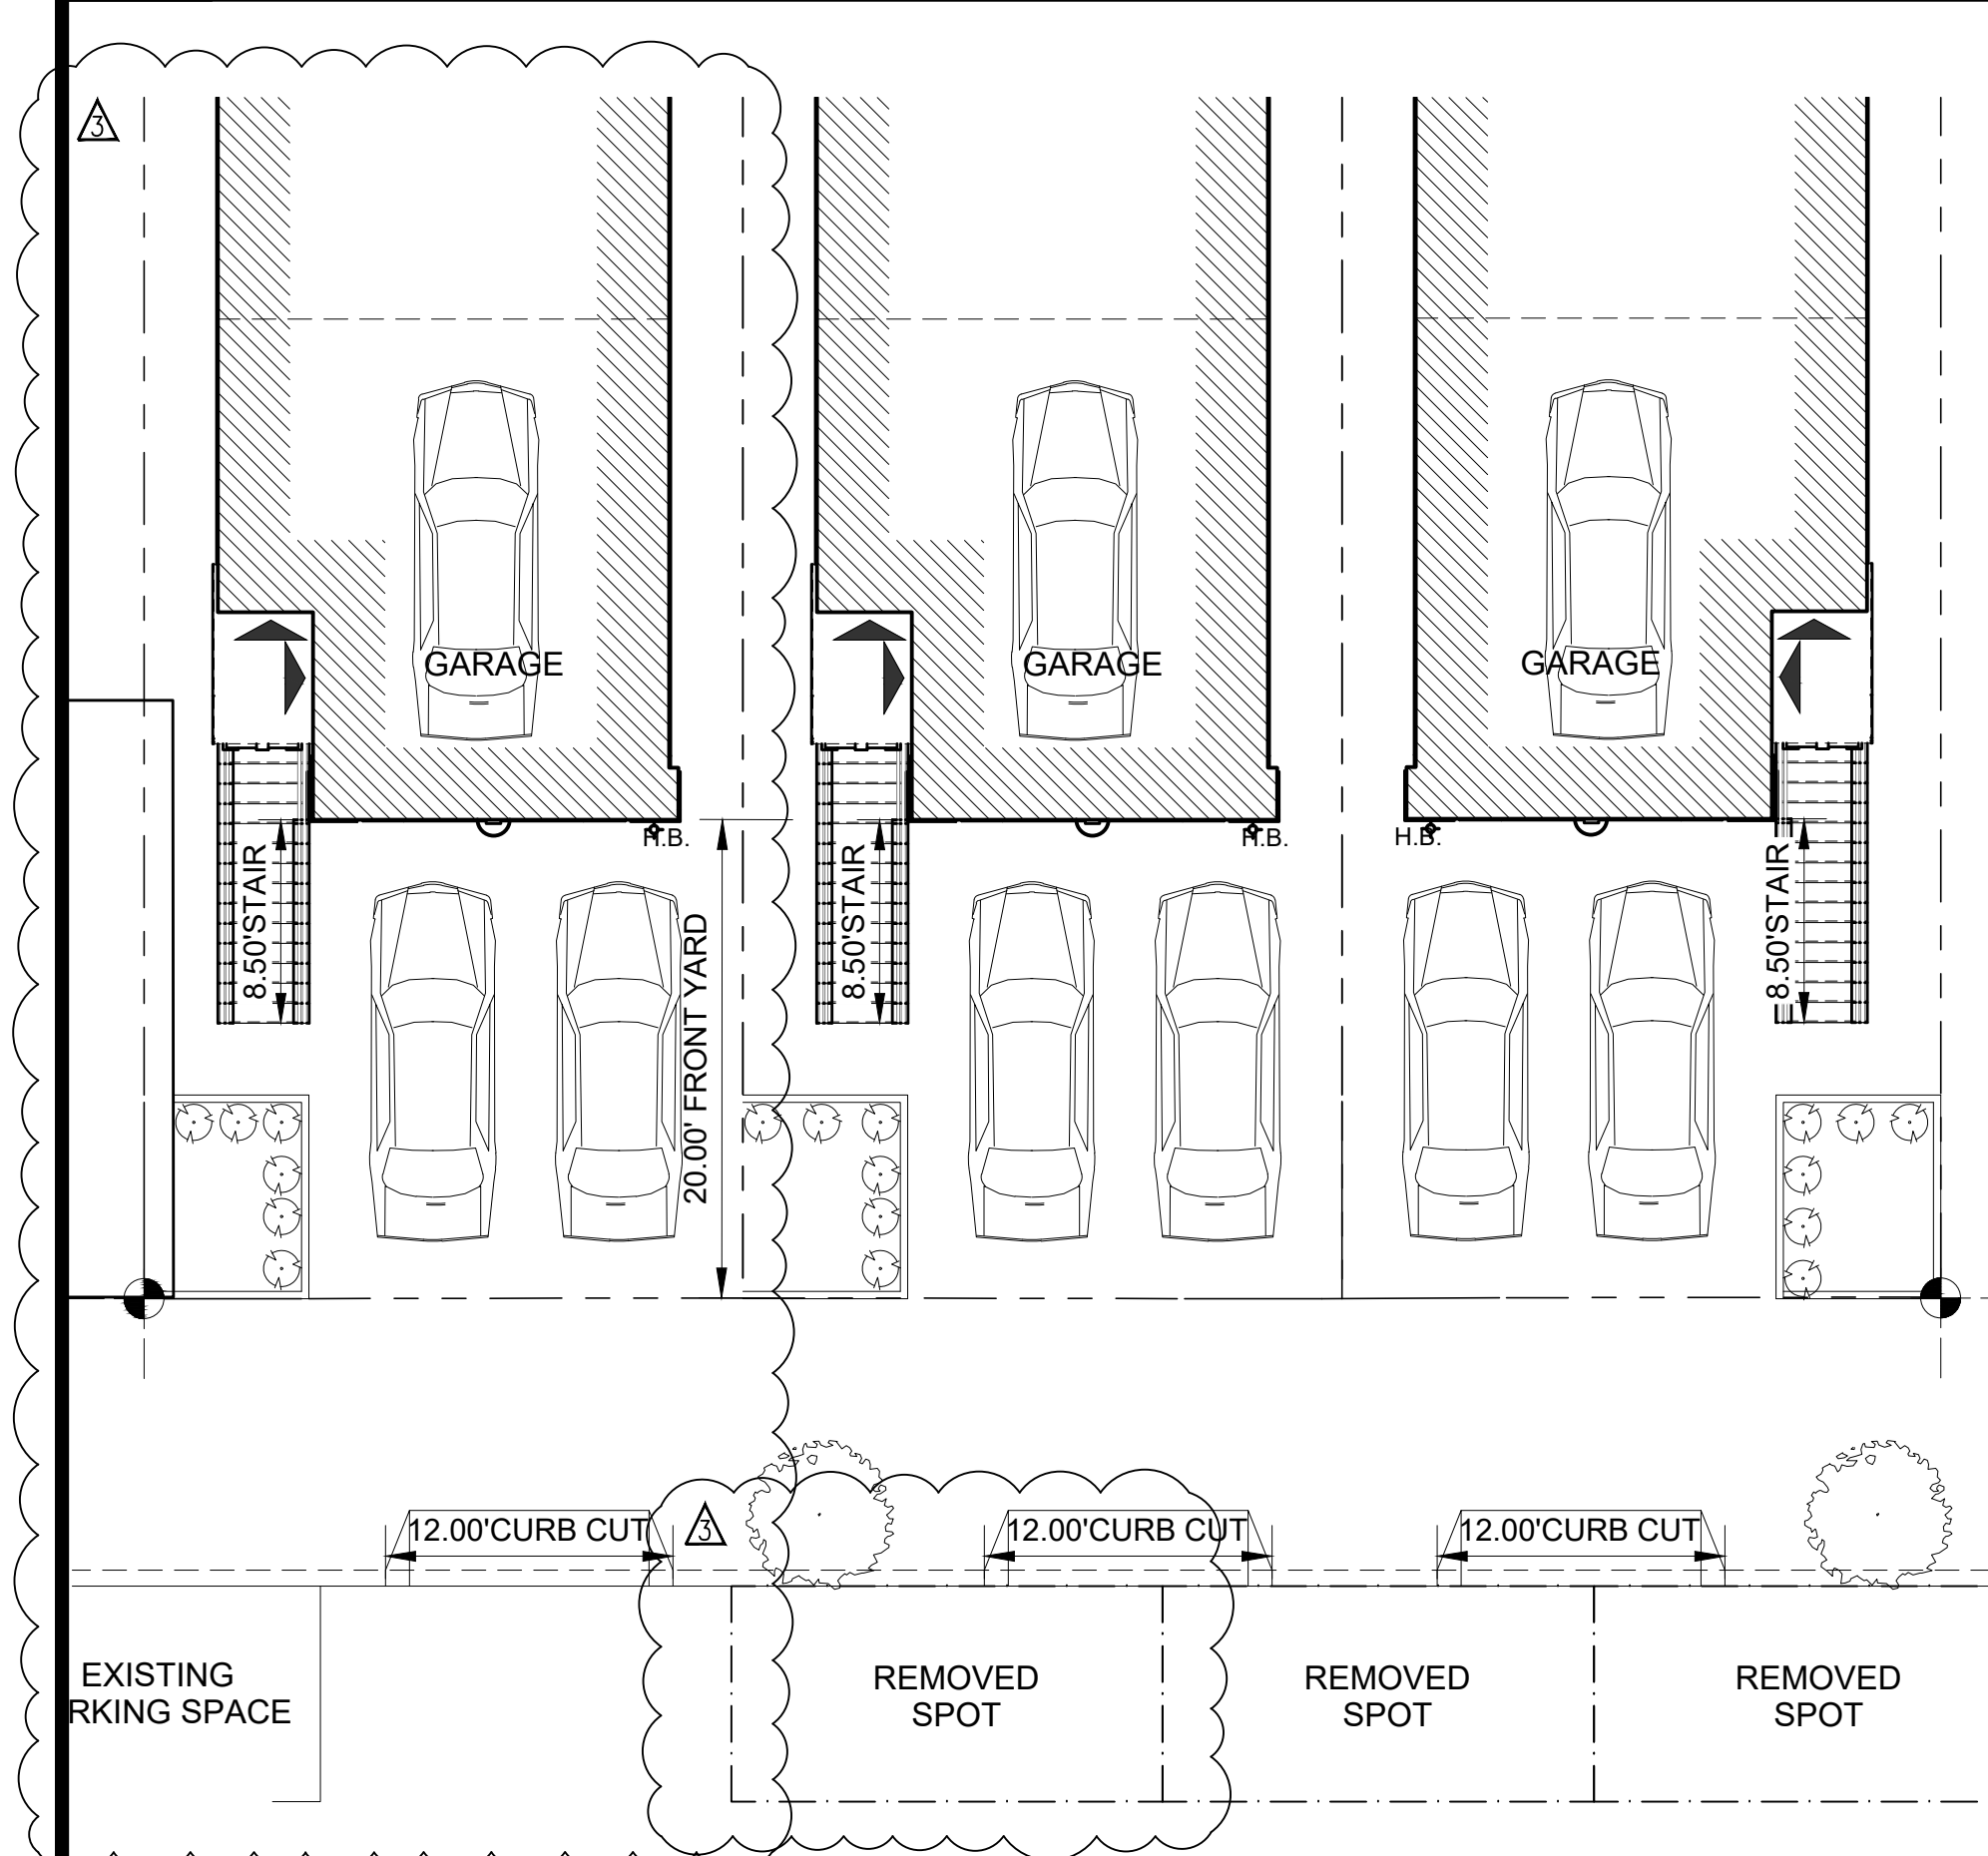 3
GARAGE
GARAGE
GARAGE
H.B.
H.B.
H.B.
8.50'STAIR
20.00' FRONT YARD
8.50'STAIR
8.50'STAIR
12.00'CURB CUT
3
12.00'CURB CUT
12.00'CURB CUT
EXISTING
RKING SPACE
REMOVED
SPOT
REMOVED
SPOT
REMOVED
SPOT